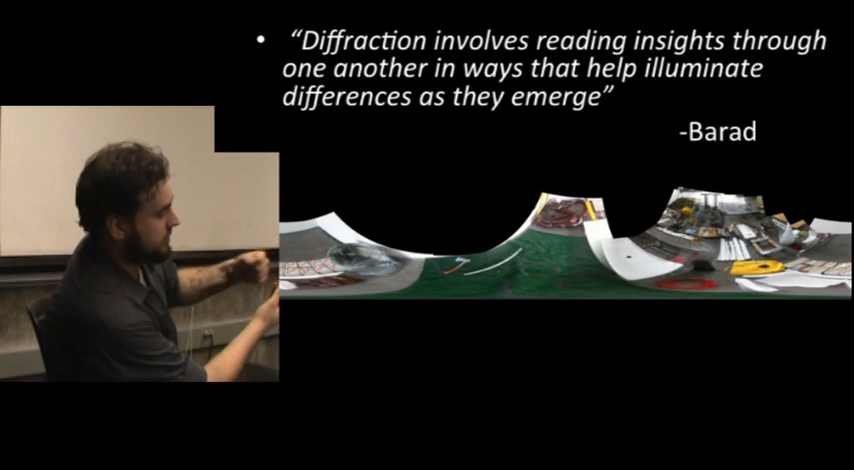 • “Diffraction involves reading insights through
one another in ways that help illuminate
differences as they emerge”
-Barad